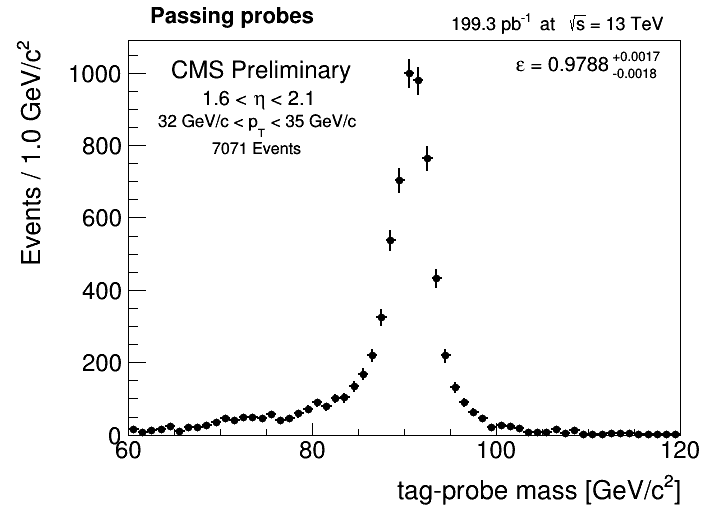 Passing probes
199.3 pb⁻¹ at √s = 13 TeV
CMS Preliminary
ε = 0.9788 +0.0017 -0.0018
1.6 < η < 2.1
32 GeV/c < p_T < 35 GeV/c
7071 Events
Events / 1.0 GeV/c²
1000
800
600
400
200
0
60
80
100
120
tag-probe mass [GeV/c²]